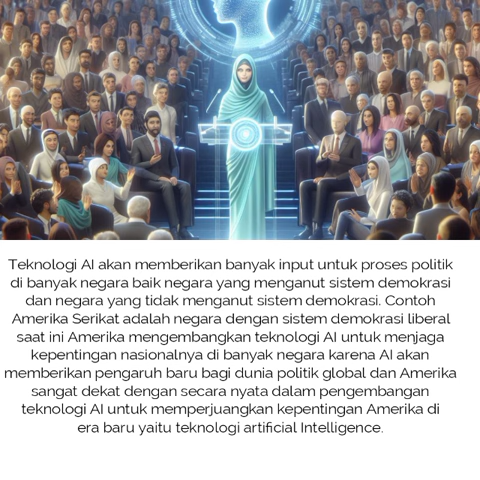 Teknologi AI akan memberikan banyak input untuk proses politik
di banyak negara baik negara yang menganut sistem demokrasi
dan negara yang tidak menganut sistem demokrasi. Contoh
Amerika Serikat adalah negara dengan sistem demokrasi liberal
saat ini Amerika mengembangkan teknologi AI untuk menjaga
kepentingan nasionalnya di banyak negara karena AI akan
memberikan pengaruh baru bagi dunia politik global dan Amerika
sangat dekat dengan secara nyata dalam pengembangan
teknologi AI untuk memperjuangkan kepentingan Amerika di
era baru yaitu teknologi artificial Intelligence.